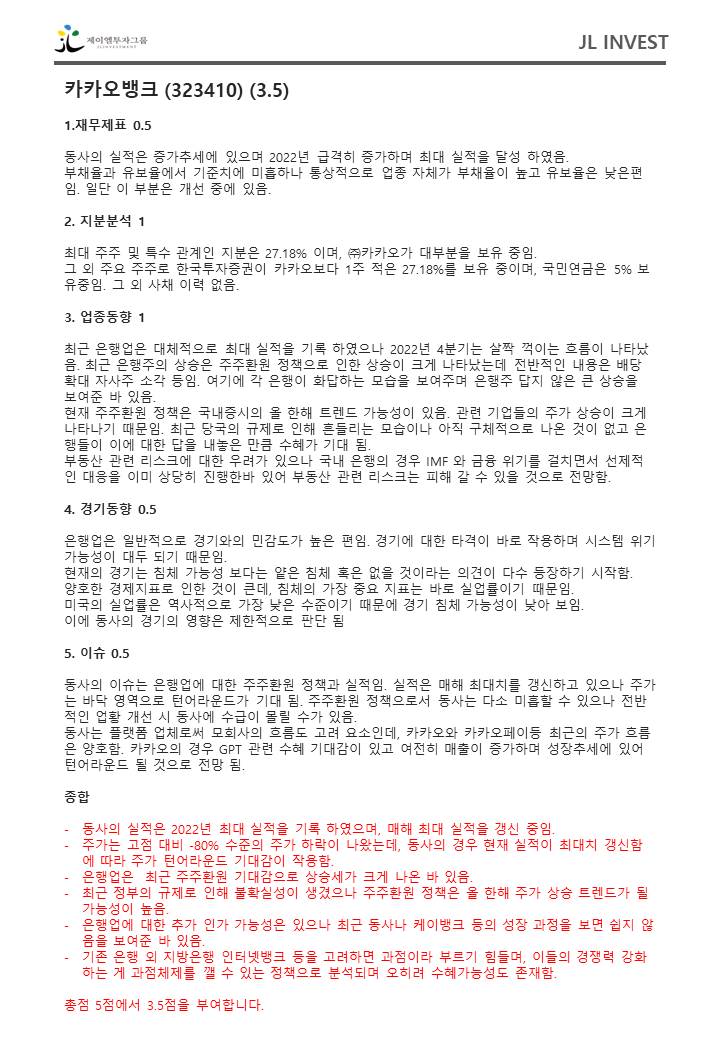 제이엘투자그룹
JL INVESTMENT
JL INVEST
카카오뱅크 (323410) (3.5)
1.재무제표 0.5
동사의 실적은 증가추세에 있으며 2022년 급격히 증가하며 최대 실적을 달성 하였음.
부채율과 유보율에서 기준치에 미흡하나 통상적으로 업종 자체가 부채율이 높고 유보율은 낮은편
임. 일단 이 부분은 개선 중에 있음.
2. 지분분석 1
최대 주주 및 특수 관계인 지분은 27.18% 이며, ㈜카카오가 대부분을 보유 중임.
그 외 주요 주주로 한국투자증권이 카카오보다 1주 적은 27.18%를 보유 중이며, 국민연금은 5% 보
유중임. 그 외 사채 이력 없음.
3. 업종동향 1
최근 은행업은 대체적으로 최대 실적을 기록 하였으나 2022년 4분기는 살짝 꺽이는 흐름이 나타났
음. 최근 은행주의 상승은 주주환원 정책으로 인한 상승이 크게 나타났는데 전반적인 내용은 배당
확대 자사주 소각 등임. 여기에 각 은행이 화답하는 모습을 보여주며 은행주 답지 않은 큰 상승을
보여준 바 있음.
현재 주주환원 정책은 국내증시의 올 한해 트렌드 가능성이 있음. 관련 기업들의 주가 상승이 크게
나타나기 때문임. 최근 당국의 규제로 인해 흔들리는 모습이나 아직 구체적으로 나온 것이 없고 은
행들이 이에 대한 답을 내놓은 만큼 수혜가 기대 됨.
부동산 관련 리스크에 대한 우려가 있으나 국내 은행의 경우 IMF 와 금융 위기를 걸치면서 선제적
인 대응을 이미 상당히 진행한바 있어 부동산 관련 리스크는 피해 갈 수 있을 것으로 전망함.
4. 경기동향 0.5
은행업은 일반적으로 경기와의 민감도가 높은 편임. 경기에 대한 타격이 바로 작용하며 시스템 위기
가능성이 대두 되기 때문임.
현재의 경기는 침체 가능성 보다는 얕은 침체 혹은 없을 것이라는 의견이 다수 등장하기 시작함.
양호한 경제지표로 인한 것이 큰데, 침체의 가장 중요 지표는 바로 실업률이기 때문임.
미국의 실업률은 역사적으로 가장 낮은 수준이기 때문에 경기 침체 가능성이 낮아 보임.
이에 동사의 경기의 영향은 제한적으로 판단 됨
5. 이슈 0.5
동사의 이슈는 은행업에 대한 주주환원 정책과 실적임. 실적은 매해 최대치를 갱신하고 있으나 주가
는 바닥 영역으로 턴어라운드가 기대 됨. 주주환원 정책으로서 동사는 다소 미흡할 수 있으나 전반
적인 업황 개선 시 동사에 수급이 몰릴 수가 있음.
동사는 플랫폼 업체로써 모회사의 흐름도 고려 요소인데, 카카오와 카카오페이등 최근의 주가 흐름
은 양호함. 카카오의 경우 GPT 관련 수혜 기대감이 있고 여전히 매출이 증가하며 성장추세에 있어
턴어라운드 될 것으로 전망 됨.
종합
- 동사의 실적은 2022년 최대 실적을 기록 하였으며, 매해 최대 실적을 갱신 중임.
- 주가는 고점 대비 -80% 수준의 주가 하락이 나왔는데, 동사의 경우 현재 실적이 최대치 갱신함
에 따라 주가 턴어라운드 기대감이 작용함.
- 은행업은 최근 주주환원 기대감으로 상승세가 크게 나온 바 있음.
- 최근 정부의 규제로 인해 불확실성이 생겼으나 주주환원 정책은 올 한해 주가 상승 트렌드가 될
가능성이 높음.
- 은행업에 대한 추가 인가 가능성은 있으나 최근 동사나 케이뱅크 등의 성장 과정을 보면 쉽지 않
음을 보여준 바 있음.
- 기존 은행 외 지방은행 인터넷뱅크 등을 고려하면 과점이라 부르기 힘들며, 이들의 경쟁력 강화
하는 게 과점체제를 깰 수 있는 정책으로 분석되며 오히려 수혜가능성도 존재함.
총점 5점에서 3.5점을 부여합니다.